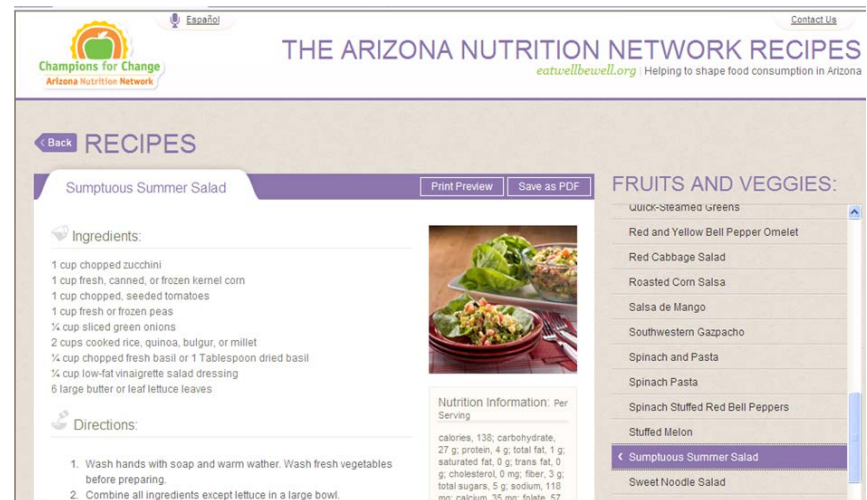 Español
Contact Us
Champions for Change
Arizona Nutrition Network
THE ARIZONA NUTRITION NETWORK RECIPES
eatwellbewell.org | Helping to shape food consumption in Arizona
Back RECIPES
Sumptuous Summer Salad
Print Preview Save as PDF
Ingredients:
1 cup chopped zucchini
1 cup fresh, canned, or frozen kernel corn
1 cup chopped, seeded tomatoes
1 cup fresh or frozen peas
¼ cup sliced green onions
2 cups cooked rice, quinoa, bulgur, or millet
¼ cup chopped fresh basil or 1 Tablespoon dried basil
¼ cup low-fat vinaigrette salad dressing
6 large butter or leaf lettuce leaves
Directions:
1. Wash hands with soap and warm wather. Wash fresh vegetables
before preparing.
2. Combine all ingredients except lettuce in a large bowl.
Nutrition Information: Per
Serving
calories, 138; carbohydrate,
27 g; protein, 4 g; total fat, 1 g;
saturated fat, 0 g; trans fat, 0
g; cholesterol, 0 mg; fiber, 3 g;
total sugars, 5 g; sodium, 118
mg; calcium, 35 mg; folate, 57
FRUITS AND VEGGIES:
Quick-Steamed Greens
Red and Yellow Bell Pepper Omelet
Red Cabbage Salad
Roasted Corn Salsa
Salsa de Mango
Southwestern Gazpacho
Spinach and Pasta
Spinach Pasta
Spinach Stuffed Red Bell Peppers
Stuffed Melon
Sumptuous Summer Salad
Sweet Noodle Salad